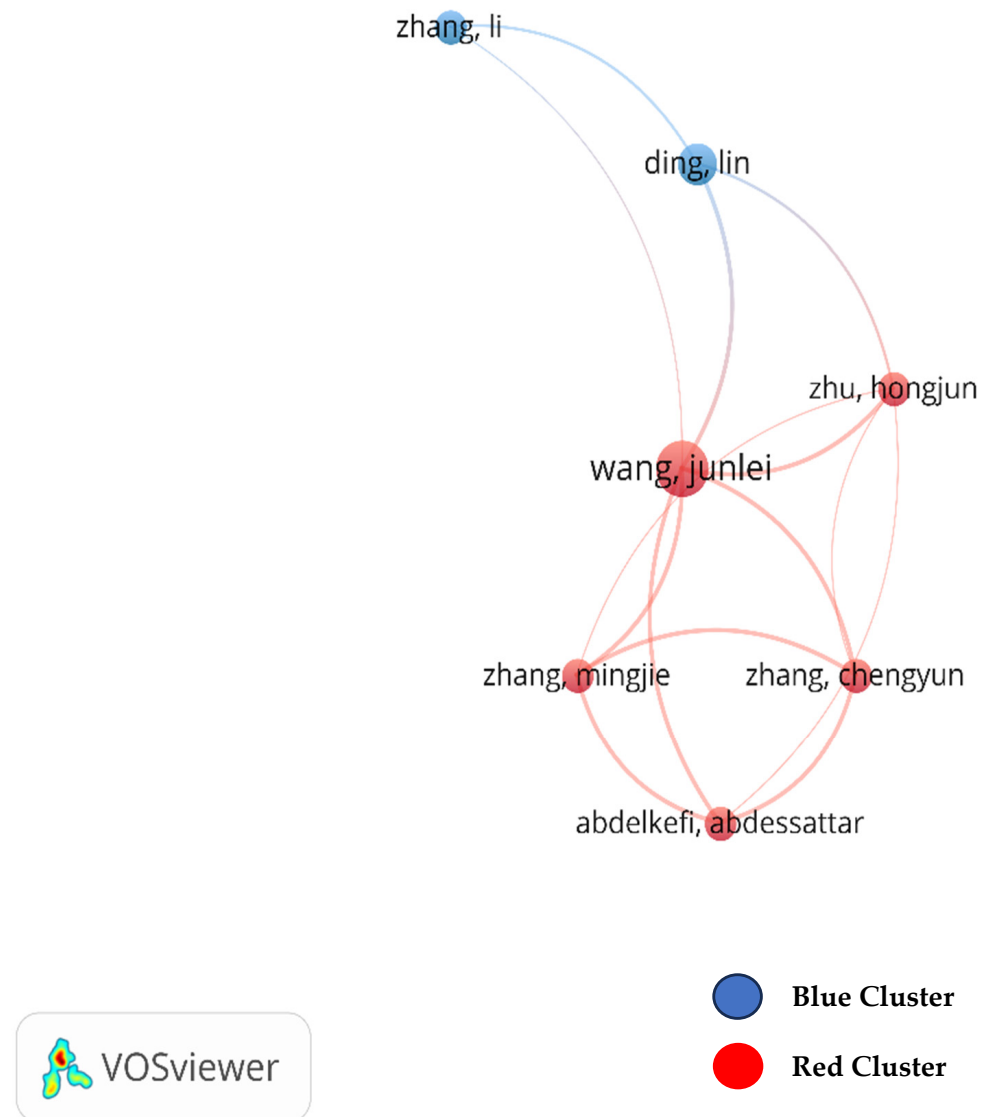 zhang, li
ding, lin
zhu, hongjun
wang, junlei
zhang, mingjie
zhang, chengyun
abdelkefi, abdessattar
Blue Cluster
VOSviewer
Red Cluster